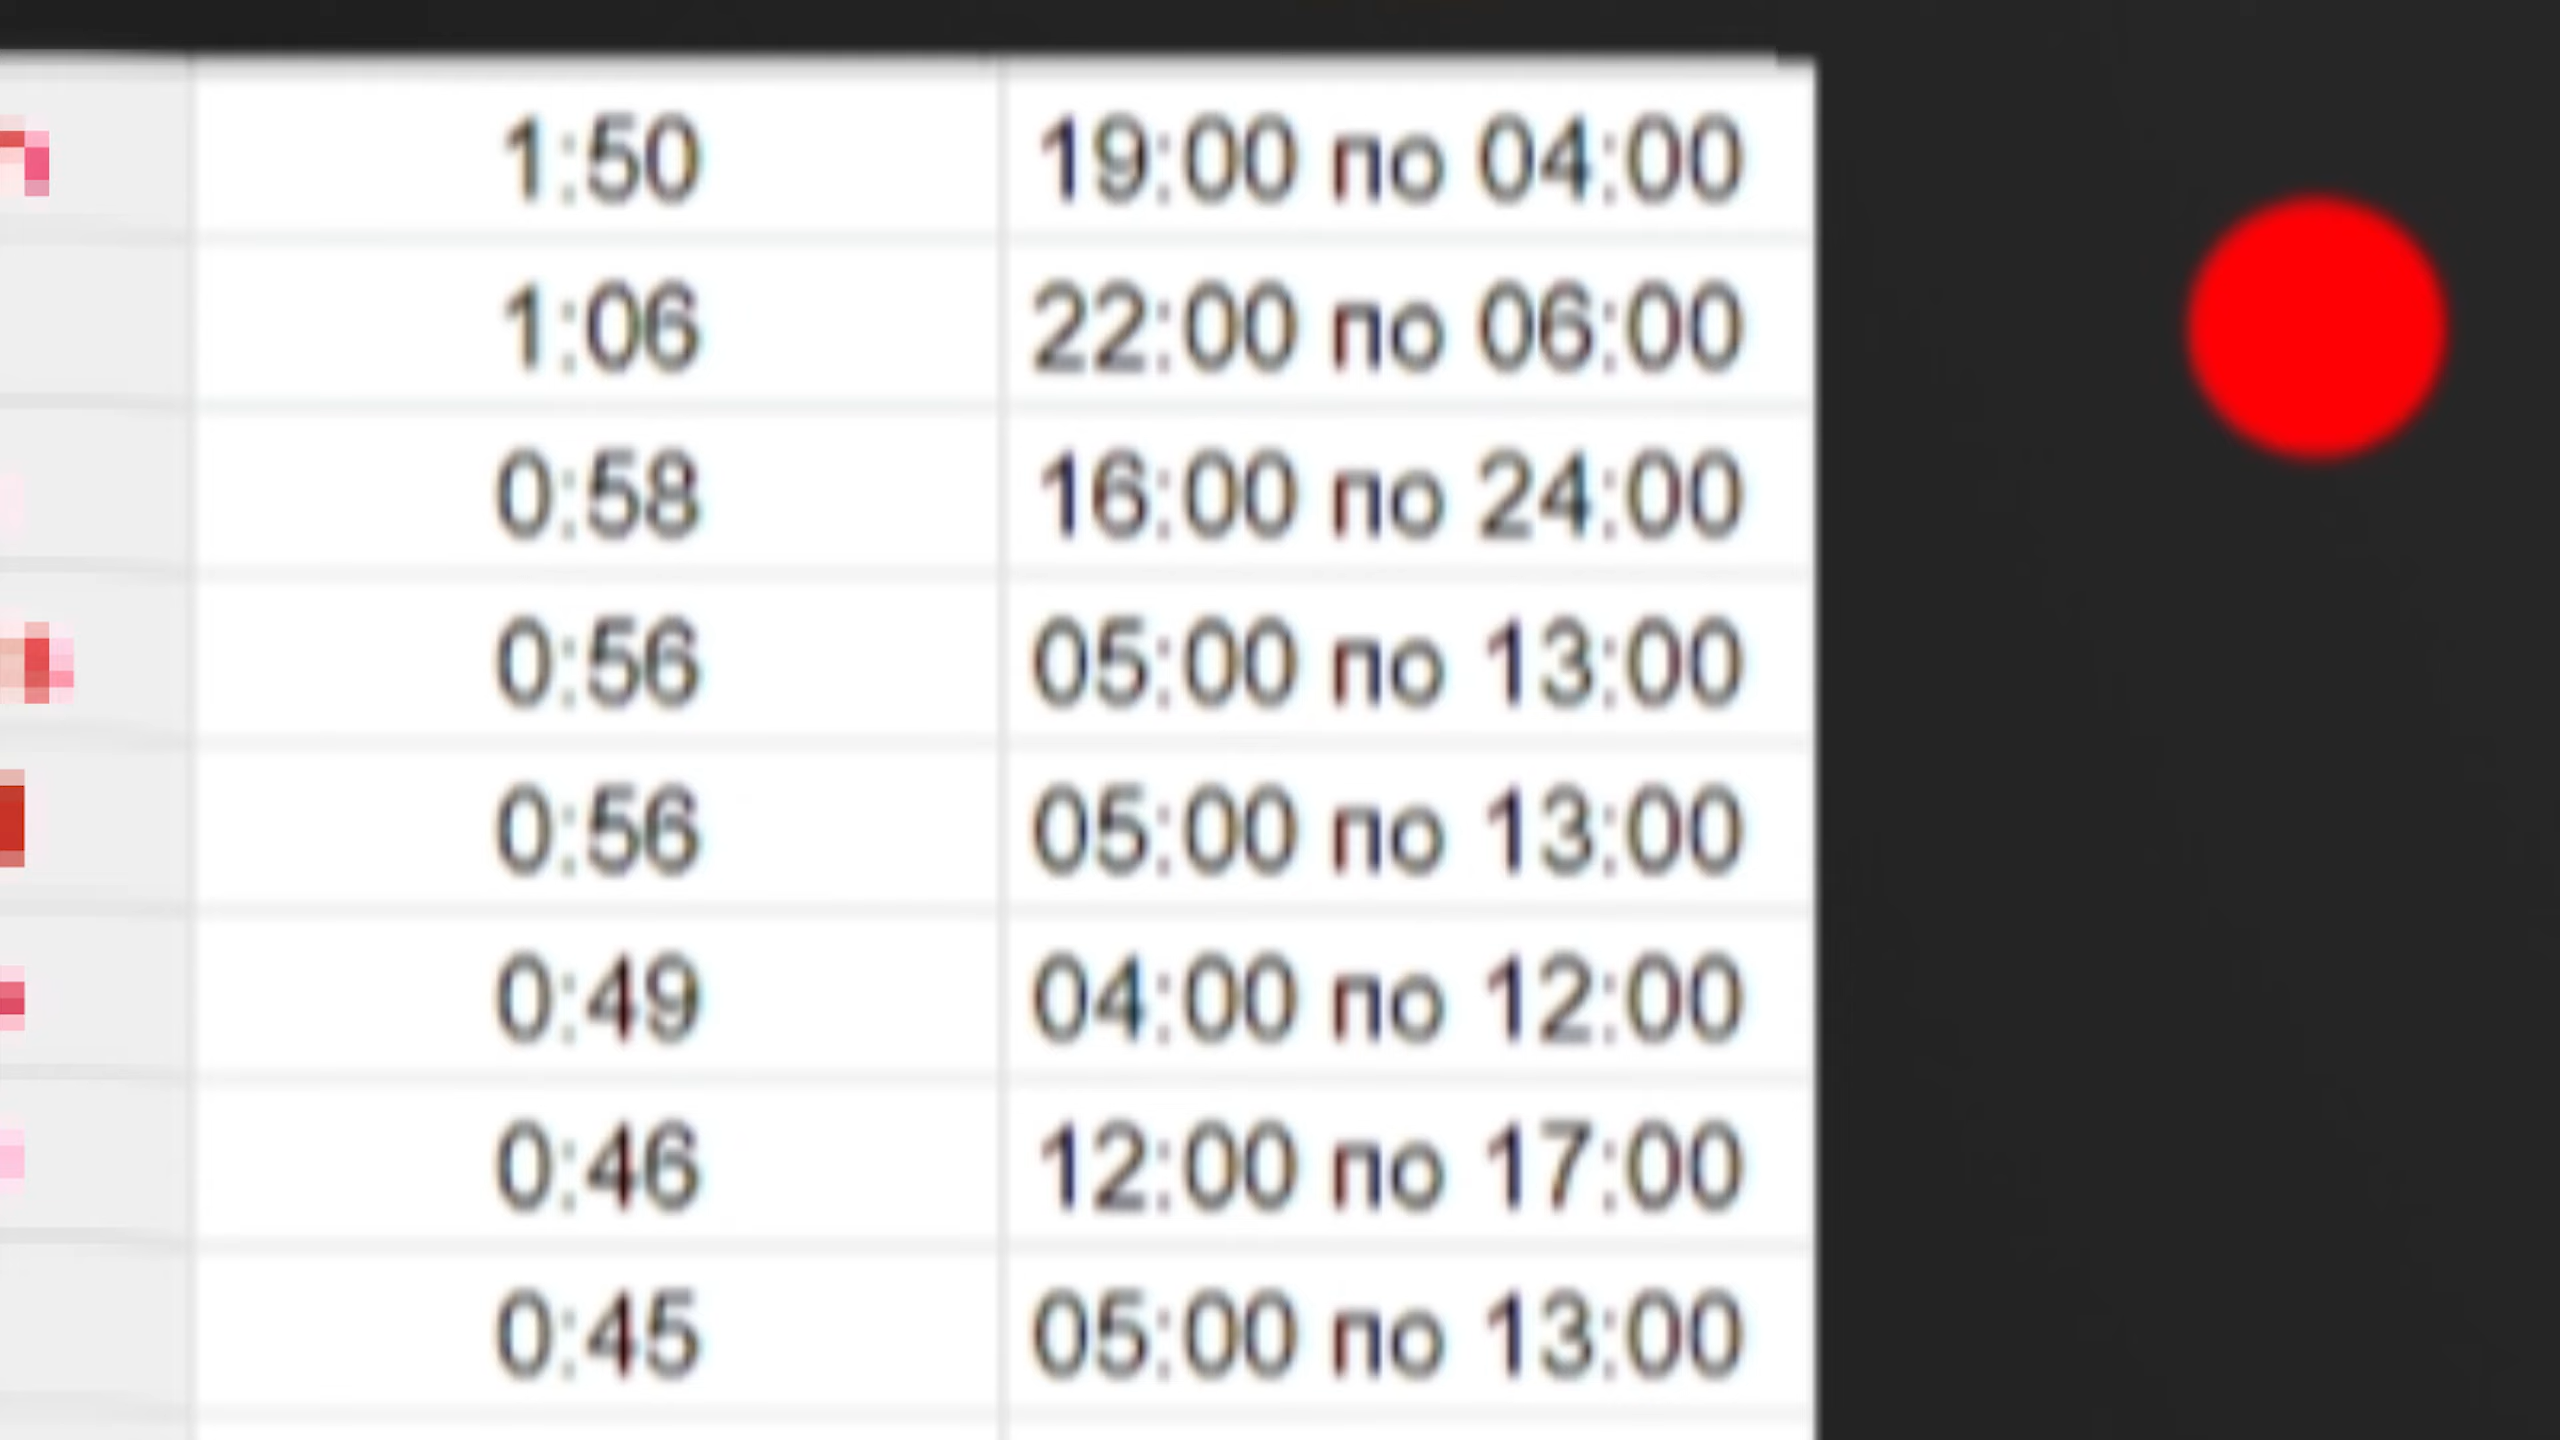 1:50 19:00 по 04:00
1:06 22:00 по 06:00
0:58 16:00 по 24:00
0:56 05:00 по 13:00
0:56 05:00 по 13:00
0:49 04:00 по 12:00
0:46 12:00 по 17:00
0:45 05:00 по 13:00